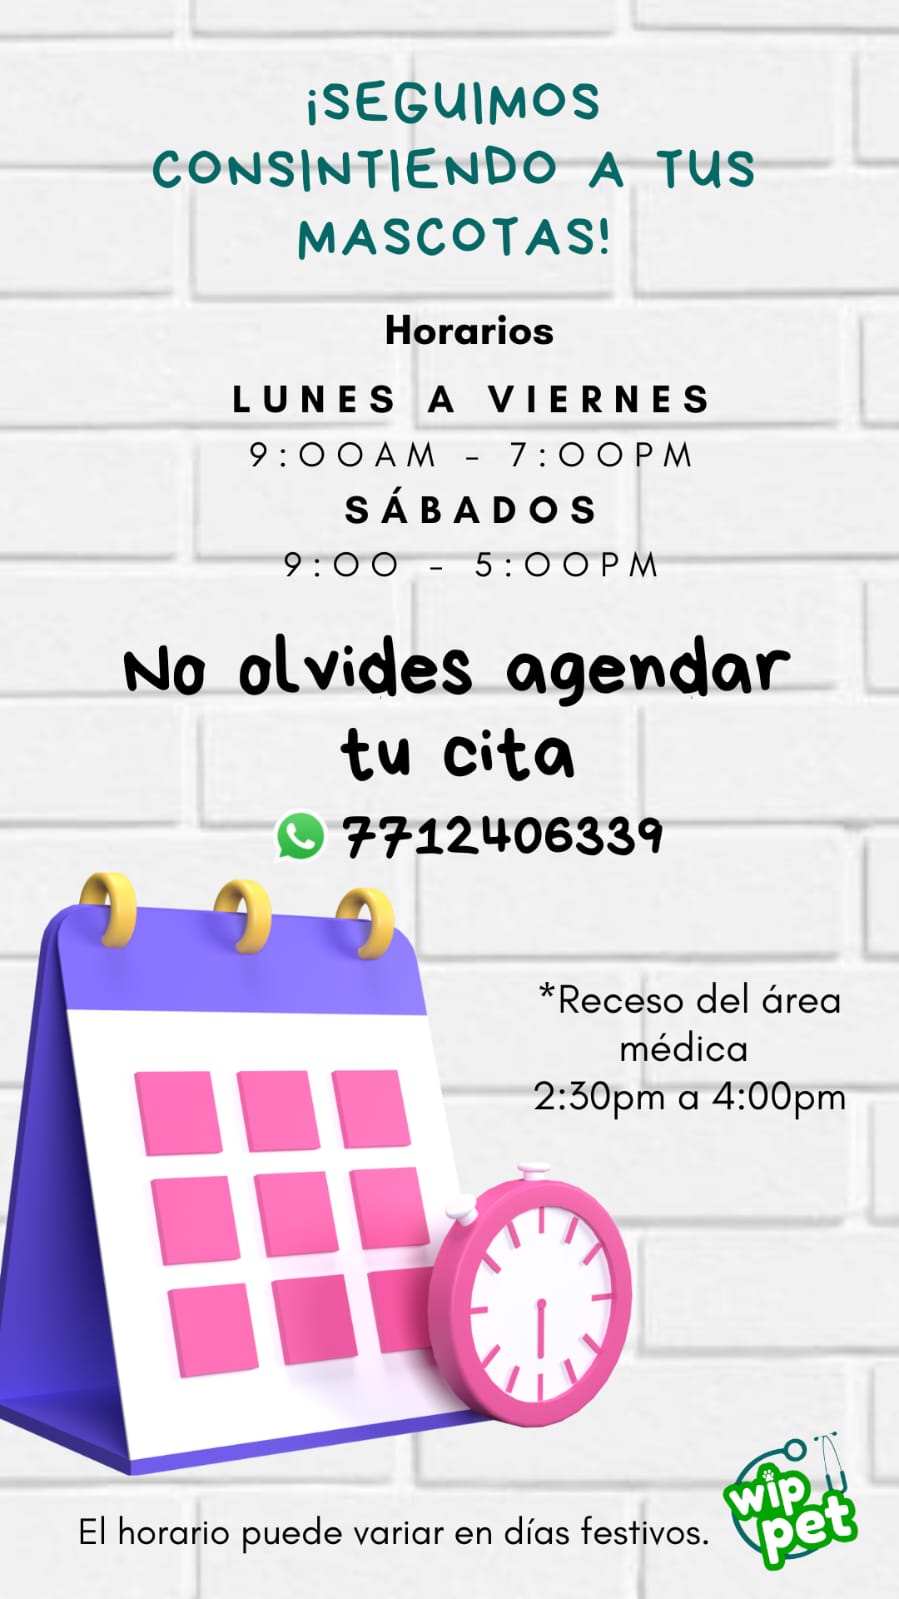 ¡SEGUIMOS
CONSINTIENDO A TUS
MASCOTAS!
Horarios
LUNES A VIERNES
9:00AM - 7:00PM
SÁBADOS
9:00 - 5:00PM
No olvides agendar
tu cita
7712406339
*Receso del área
médica
2:30pm a 4:00pm
El horario puede variar en días festivos.
wip
pet